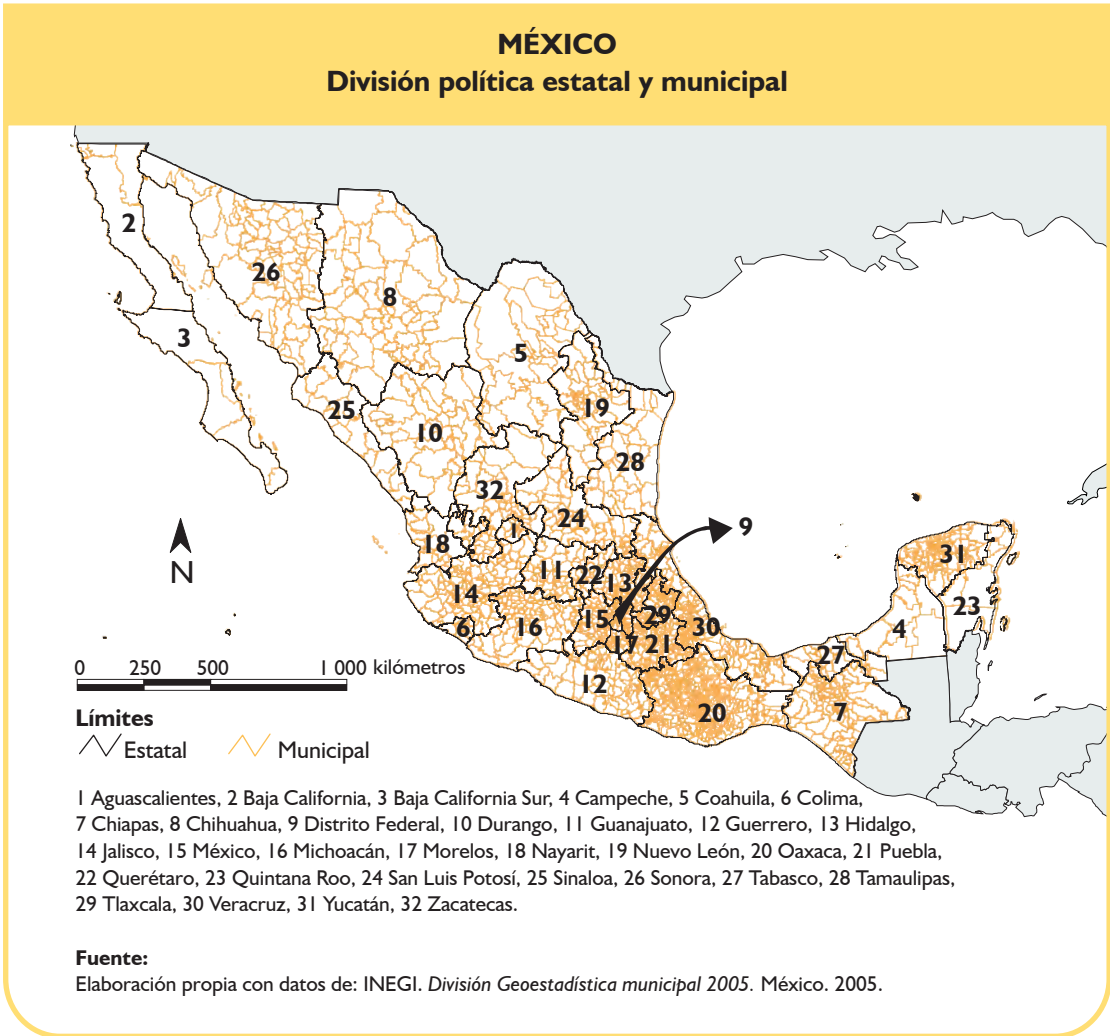 MÉXICO
División política estatal y municipal
2
26
8
3
5
25
19
10
28
32
24
1
9
18
11
22
13
31
14
29
23
15
6
16
30
4
17
21
27
12
20
7
N
0 250 500 1 000 kilómetros
Límites
Estatal Municipal
1 Aguascalientes, 2 Baja California, 3 Baja California Sur, 4 Campeche, 5 Coahuila, 6 Colima,
7 Chiapas, 8 Chihuahua, 9 Distrito Federal, 10 Durango, 11 Guanajuato, 12 Guerrero, 13 Hidalgo,
14 Jalisco, 15 México, 16 Michoacán, 17 Morelos, 18 Nayarit, 19 Nuevo León, 20 Oaxaca, 21 Puebla,
22 Querétaro, 23 Quintana Roo, 24 San Luis Potosí, 25 Sinaloa, 26 Sonora, 27 Tabasco, 28 Tamaulipas,
29 Tlaxcala, 30 Veracruz, 31 Yucatán, 32 Zacatecas.
Fuente:
Elaboración propia con datos de: INEGI. División Geoestadística municipal 2005. México. 2005.